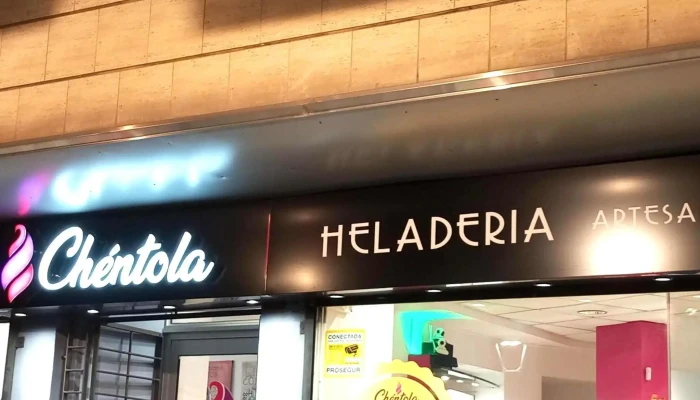 Chéntola
HELADERIA ARTESA
CONECTADA
PROSEGUR
Chéntola